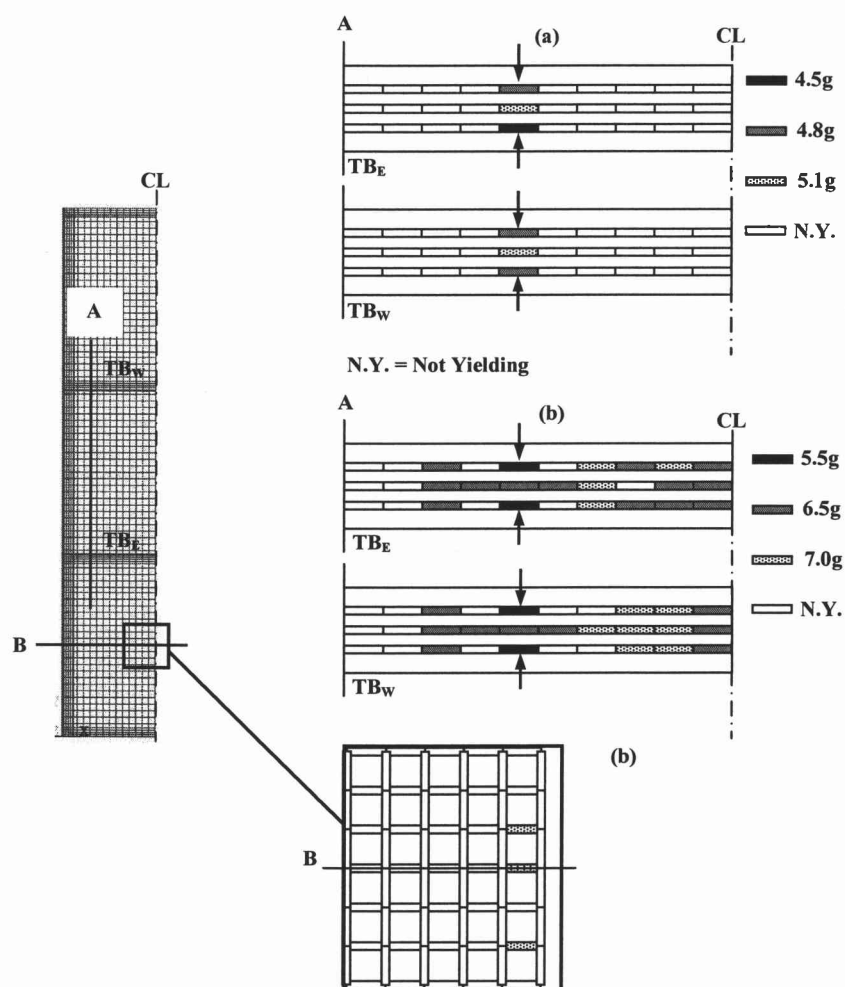 A
(a)
CL
4.5g
4.8g
5.1g
N.Y.
TB_E
TB_W
N.Y. = Not Yielding
CL
A
TB_W
TB_E
B
x
A
(b)
CL
5.5g
6.5g
7.0g
N.Y.
TB_E
TB_W
(b)
B